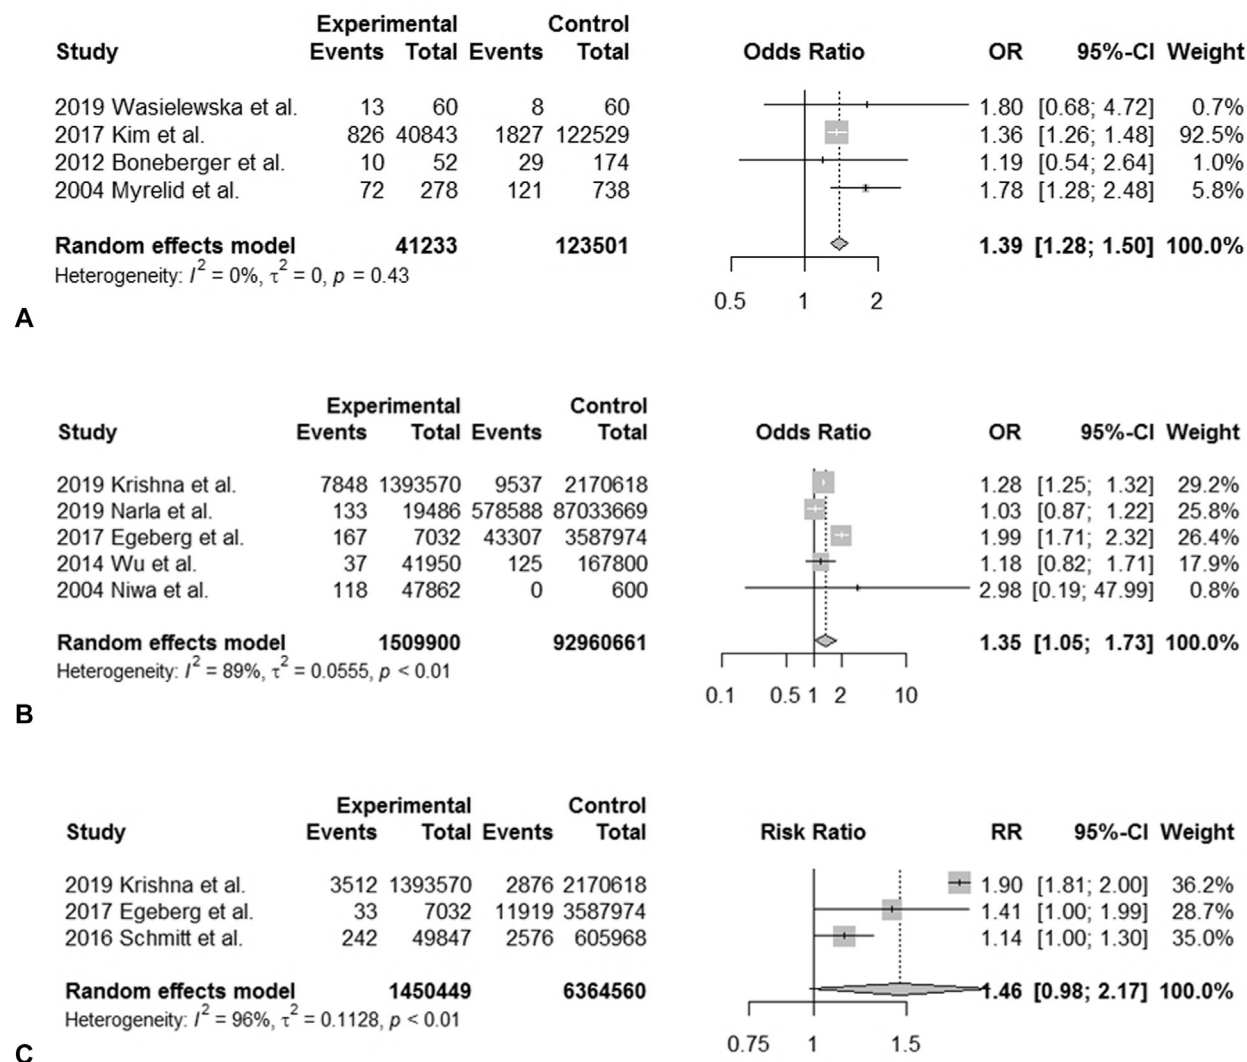 Experimental Control
Study Events Total Events Total Odds Ratio OR 95%-CI Weight
2019 Wasielewska et al. 13 60 8 60 1.80 [0.68; 4.72] 0.7%
2017 Kim et al. 826 40843 1827 122529 1.36 [1.26; 1.48] 92.5%
2012 Boneberger et al. 10 52 29 174 1.19 [0.54; 2.64] 1.0%
2004 Myrelid et al. 72 278 121 738 1.78 [1.28; 2.48] 5.8%
Random effects model 41233 123501 1.39 [1.28; 1.50] 100.0%
Heterogeneity: I² = 0%, τ² = 0, p = 0.43
0.5 1 2
A
Experimental Control
Study Events Total Events Total Odds Ratio OR 95%-CI Weight
2019 Krishna et al. 7848 1393570 9537 2170618 1.28 [1.25; 1.32] 29.2%
2019 Narla et al. 133 19486 578588 87033669 1.03 [0.87; 1.22] 25.8%
2017 Egeberg et al. 167 7032 43307 3587974 1.99 [1.71; 2.32] 26.4%
2014 Wu et al. 37 41950 125 167800 1.18 [0.82; 1.71] 17.9%
2004 Niwa et al. 118 47862 0 600 2.98 [0.19; 47.99] 0.8%
Random effects model 1509900 92960661 1.35 [1.05; 1.73] 100.0%
Heterogeneity: I² = 89%, τ² = 0.0555, p < 0.01
0.1 0.5 1 2 10
B
Experimental Control
Study Events Total Events Total Risk Ratio RR 95%-CI Weight
2019 Krishna et al. 3512 1393570 2876 2170618 1.90 [1.81; 2.00] 36.2%
2017 Egeberg et al. 33 7032 11919 3587974 1.41 [1.00; 1.99] 28.7%
2016 Schmitt et al. 242 49847 2576 605968 1.14 [1.00; 1.30] 35.0%
Random effects model 1450449 6364560 1.46 [0.98; 2.17] 100.0%
Heterogeneity: I² = 96%, τ² = 0.1128, p < 0.01
0.75 1 1.5
C